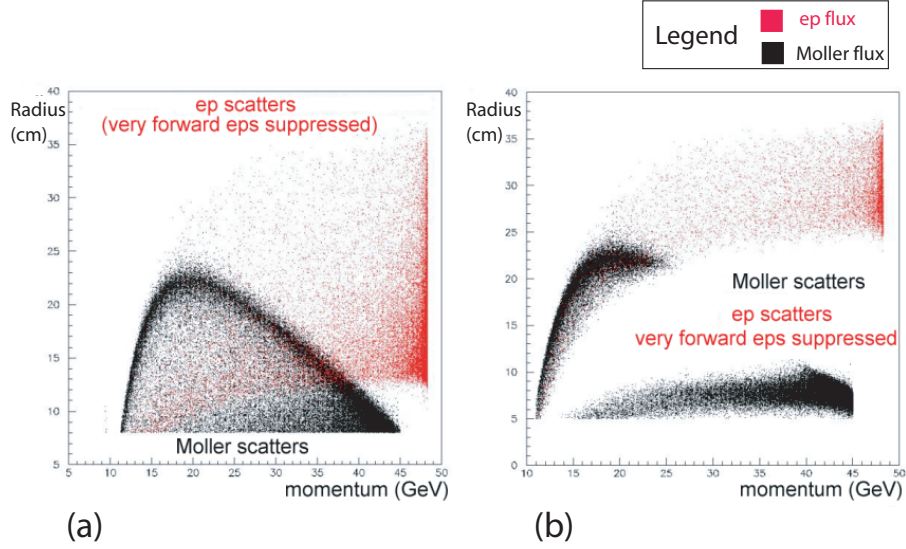 Legend
ep flux
Moller flux
Radius
(cm)
40
35
30
25
20
15
10
5
ep scatters
(very forward eps suppressed)
Moller scatters
5
10
15
20
25
30
35
40
45
50
momentum (GeV)
(a)
Radius
(cm)
40
35
30
25
20
15
10
5
0
Moller scatters
ep scatters
very forward eps suppressed
10
15
20
25
30
35
40
45
50
momentum (GeV)
(b)